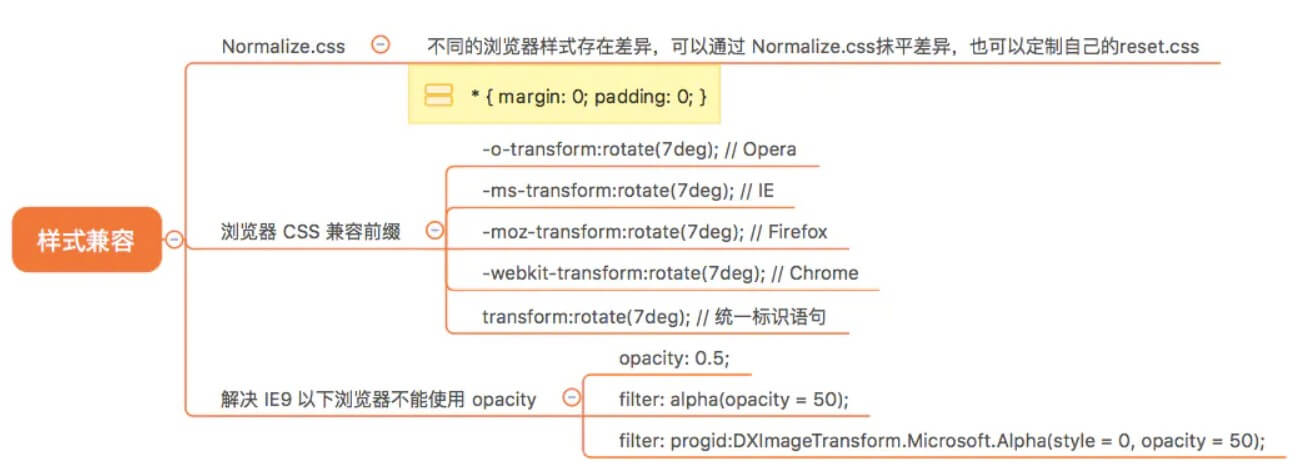 样式兼容
Normalize.css
不同的浏览器样式存在差异，可以通过 Normalize.css抹平差异，也可以定制自己的reset.css
* { margin: 0; padding: 0; }
浏览器 CSS 兼容前缀
-o-transform:rotate(7deg); // Opera
-ms-transform:rotate(7deg); // IE
-moz-transform:rotate(7deg); // Firefox
-webkit-transform:rotate(7deg); // Chrome
transform:rotate(7deg); // 统一标识语句
解决 IE9 以下浏览器不能使用 opacity
opacity: 0.5;
filter: alpha(opacity = 50);
filter: progid:DXImageTransform.Microsoft.Alpha(style = 0, opacity = 50);